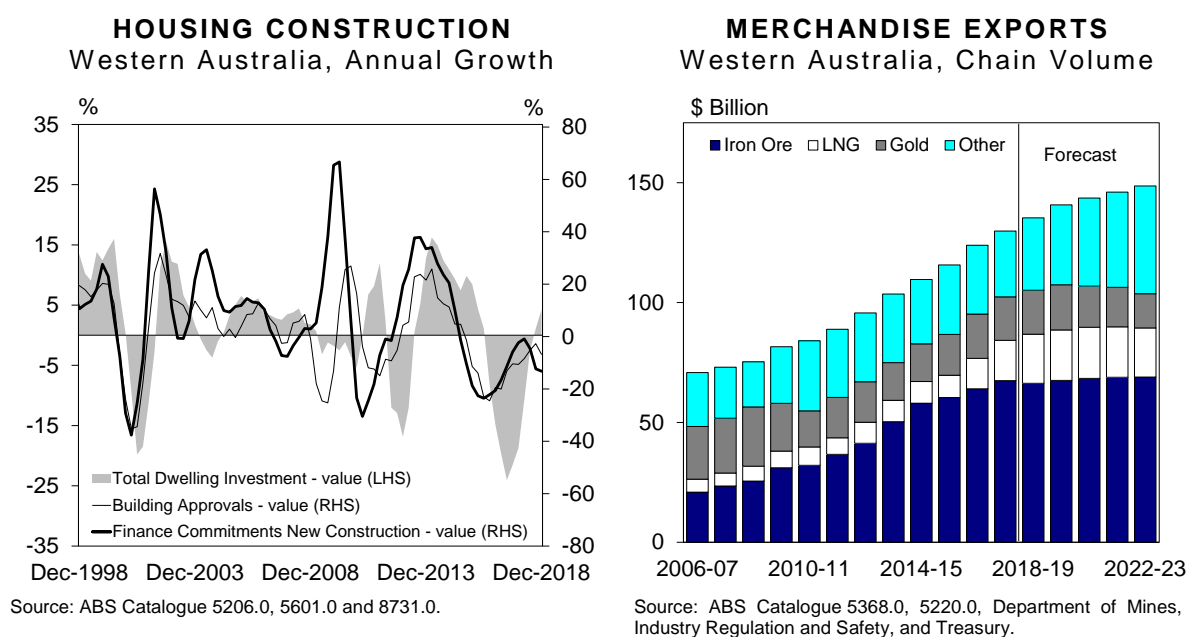 HOUSING CONSTRUCTION
Western Australia, Annual Growth
% %
35
25
15
5
-5
-15
-25
-35
80
60
40
20
0
-20
-40
-60
-80
Total Dwelling Investment - value (LHS)
Building Approvals - value (RHS)
Finance Commitments New Construction - value (RHS)
Dec-1998 Dec-2003 Dec-2008 Dec-2013 Dec-2018
Source: ABS Catalogue 5206.0, 5601.0 and 8731.0.
MERCHANDISE EXPORTS
Western Australia, Chain Volume
$ Billion
Iron Ore LNG Gold Other
Forecast
150
100
50
0
2006-07 2010-11 2014-15 2018-19 2022-23
Source: ABS Catalogue 5368.0, 5220.0, Department of Mines,
Industry Regulation and Safety, and Treasury.